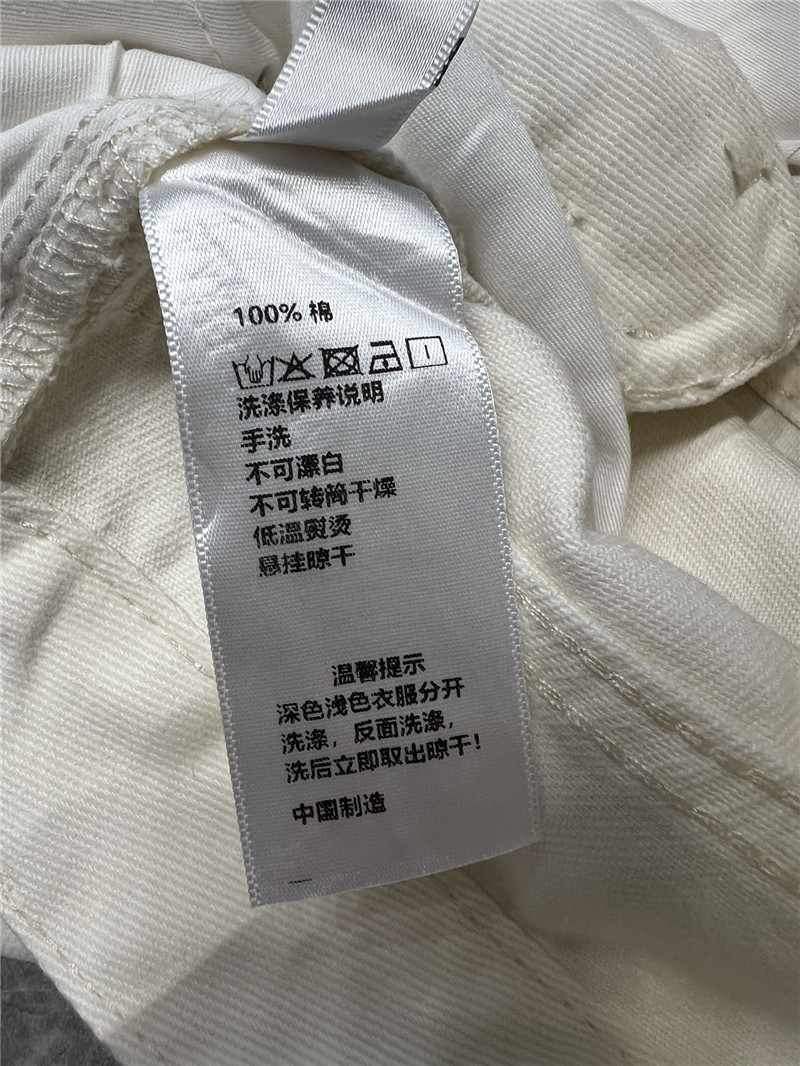 100% 棉
洗涤保养说明
手洗
不可漂白
不可转筒干燥
低温熨烫
悬挂晾干
温馨提示
深色浅色衣服分开
洗涤，反面洗涤，
洗后立即取出晾干！
中国制造